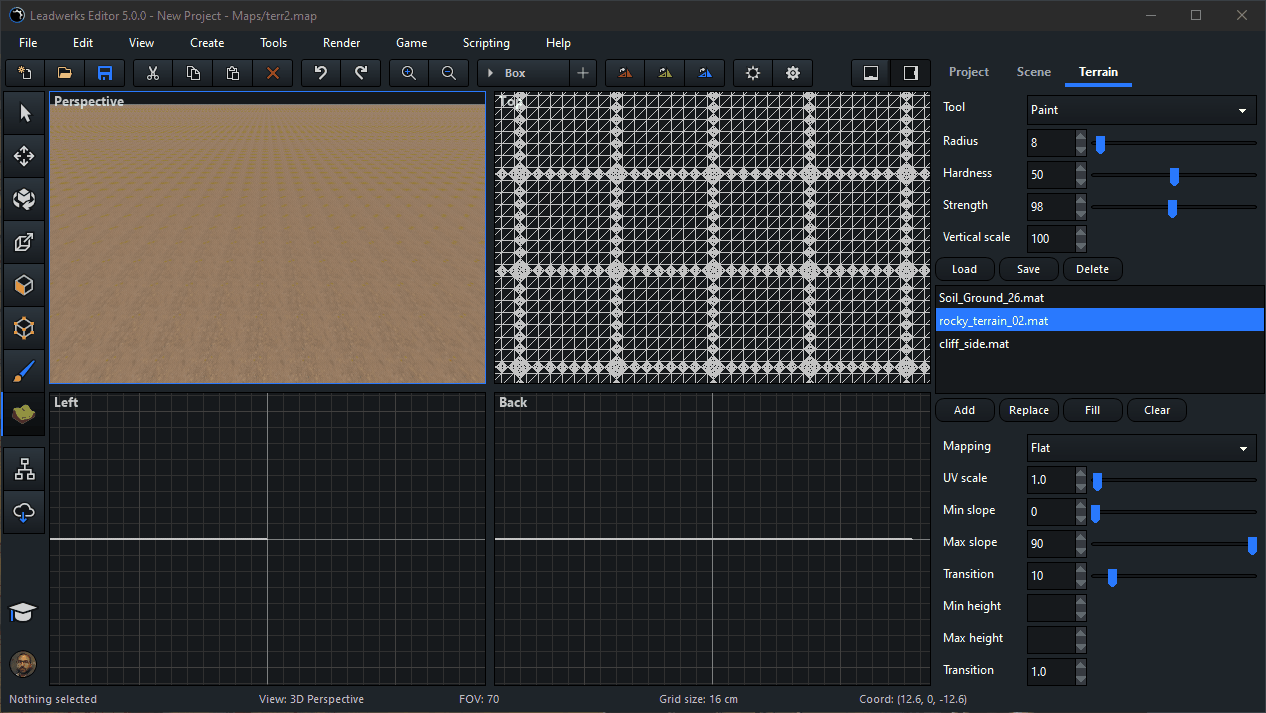 Leadwerks Editor 5.0.0 - New Project - Maps/terr2.map
File Edit View Create Tools Render Game Scripting Help
Box
Project Scene Terrain
Perspective
Top
Left
Back
Tool Paint
Radius 8
Hardness 50
Strength 98
Vertical scale 100
Load Save Delete
Soil_Ground_26.mat
rocky_terrain_02.mat
cliff_side.mat
Add Replace Fill Clear
Mapping Flat
UV scale 1.0
Min slope 0
Max slope 90
Transition 10
Min height
Max height
Transition 1.0
Nothing selected View: 3D Perspective FOV: 70 Grid size: 16 cm Coord: (12.6, 0, -12.6)